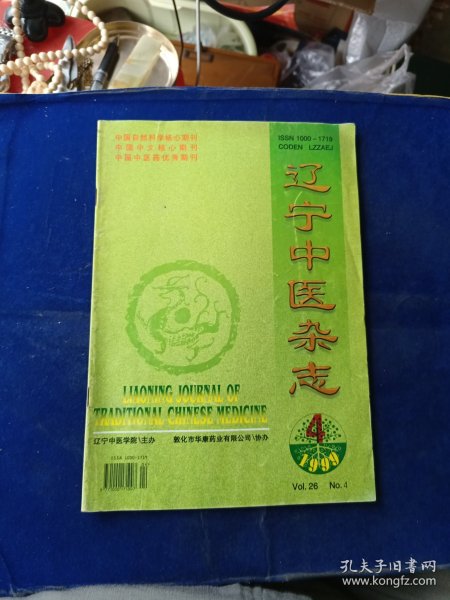 中国自然科学核心期刊
中国中文核心期刊
中国中医药优秀期刊
ISSN 1000-1719
CODEN LZZAEJ
辽宁中医杂志
LIAONING JOURNAL OF
TRADITIONAL CHINESE MEDICINE
辽宁中医学院\主办
敦化市华康药业有限公司\协办
ISSN 1000-1719
4
1999
Vol.26 No.4
孔夫子旧书网
www.kongfz.com